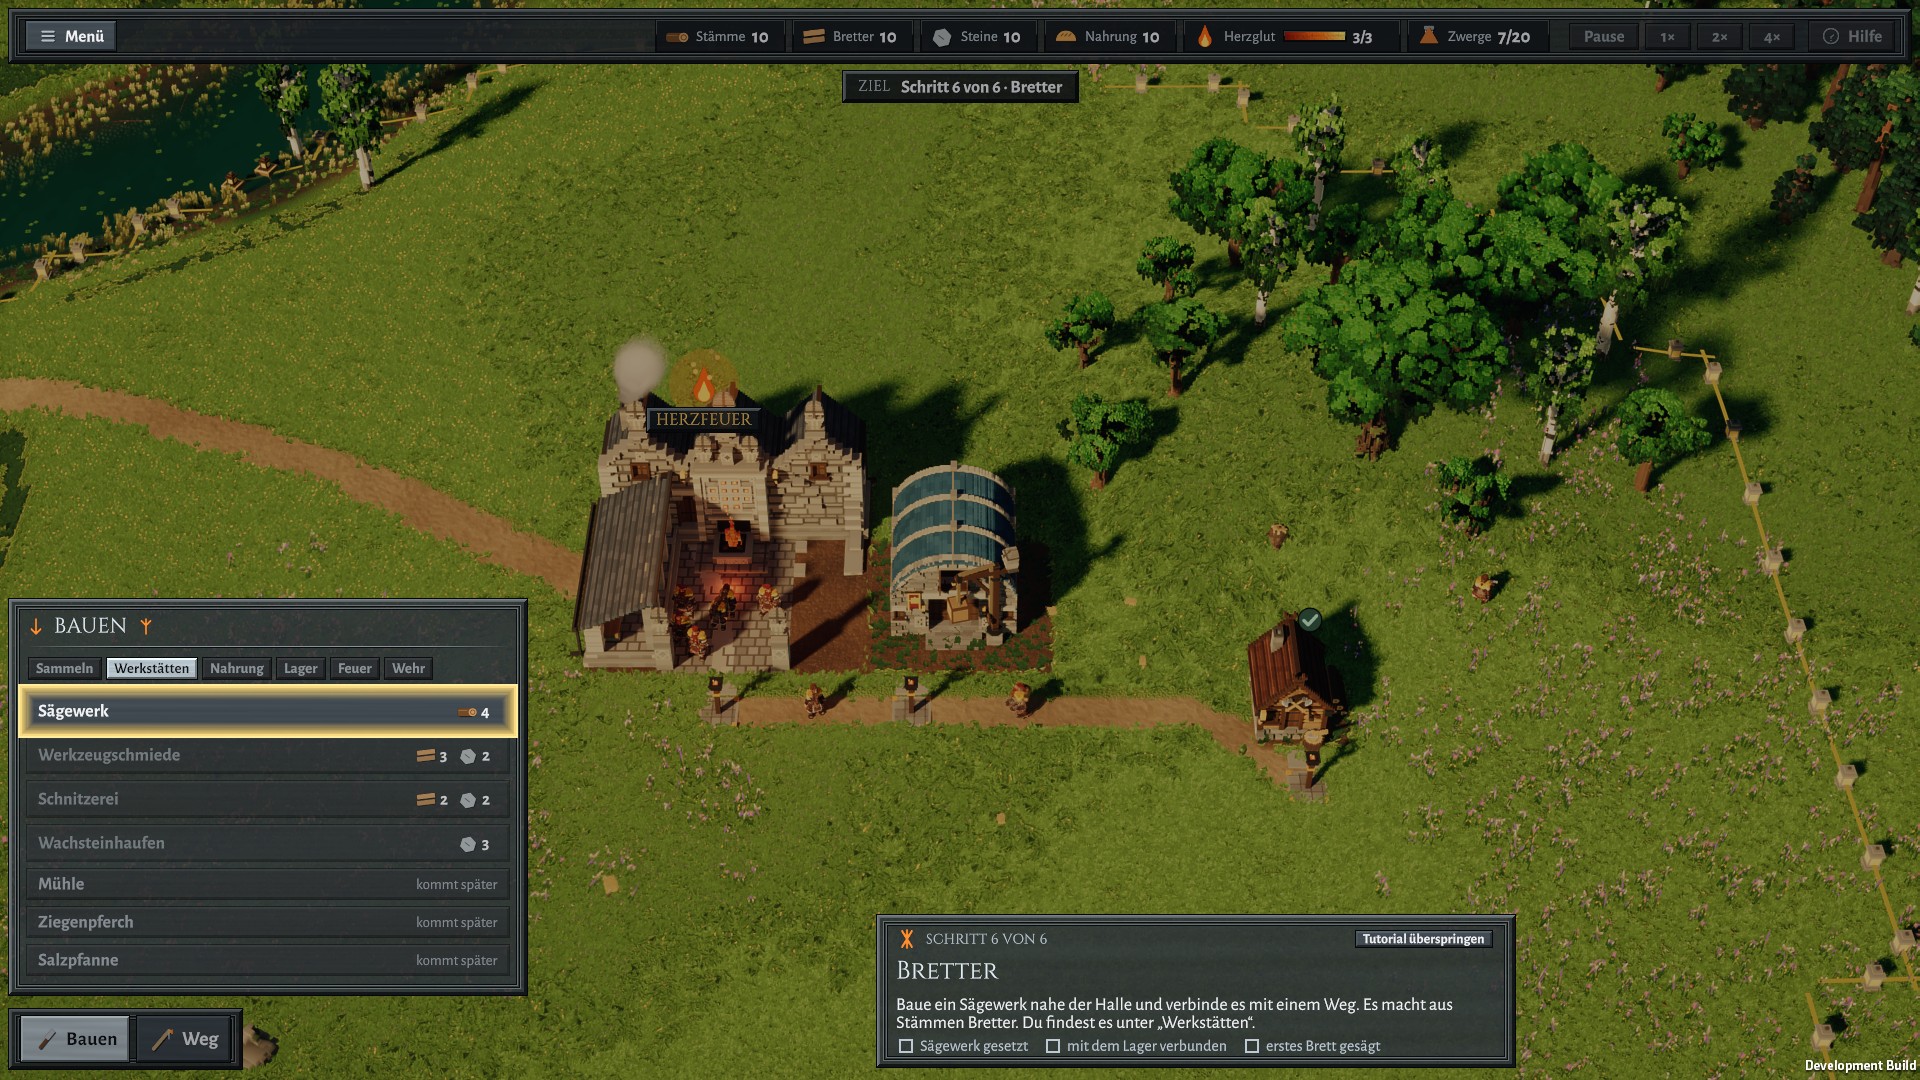 Menü
Stämme 10
Bretter 10
Steine 10
Nahrung 10
Herzglut 3/3
Zwerge 7/20
Pause
1×
2×
4×
Hilfe
ZIEL Schritt 6 von 6 · Bretter
HERZFEUER
BAUEN
Sammeln
Werkstätten
Nahrung
Lager
Feuer
Wehr
Sägewerk 4
Werkzeugschmiede 3 2
Schnitzerei 2 2
Wachsteinhaufen 3
Mühle kommt später
Ziegenpferch kommt später
Salzpfanne kommt später
Bauen
Weg
SCHRITT 6 VON 6
Tutorial überspringen
BRETTER
Baue ein Sägewerk nahe der Halle und verbinde es mit einem Weg. Es macht aus
Stämmen Bretter. Du findest es unter „Werkstätten“.
Sägewerk gesetzt
mit dem Lager verbunden
erstes Brett gesägt
Development Build